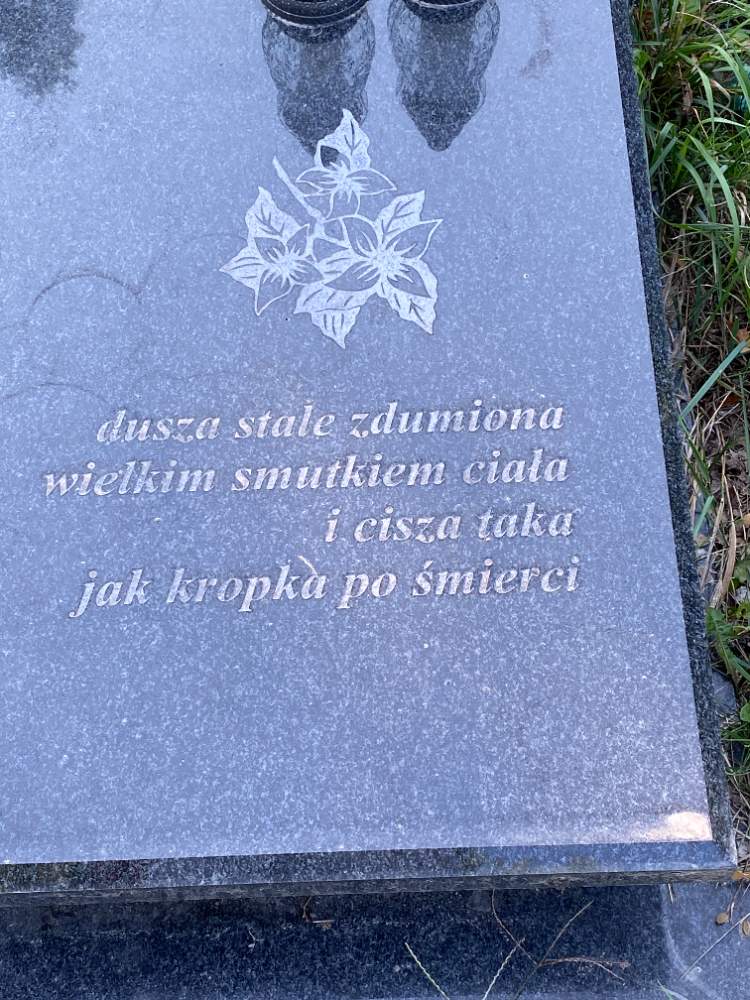 dusza stale zdumiona
wielkim smutkiem ciała
i cisza taka
jak kropka po śmierci